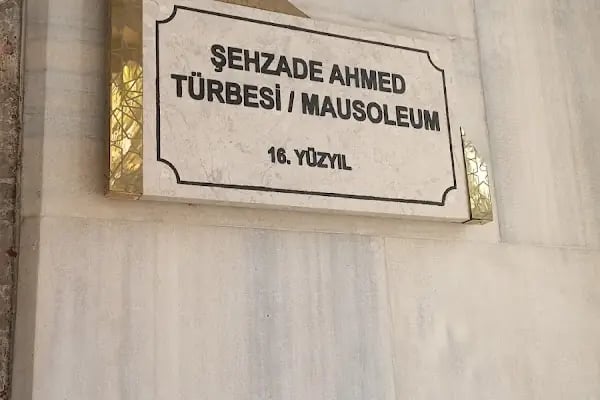 ŞEHZADE AHMED
TÜRBESİ / MAUSOLEUM
16. YÜZYIL